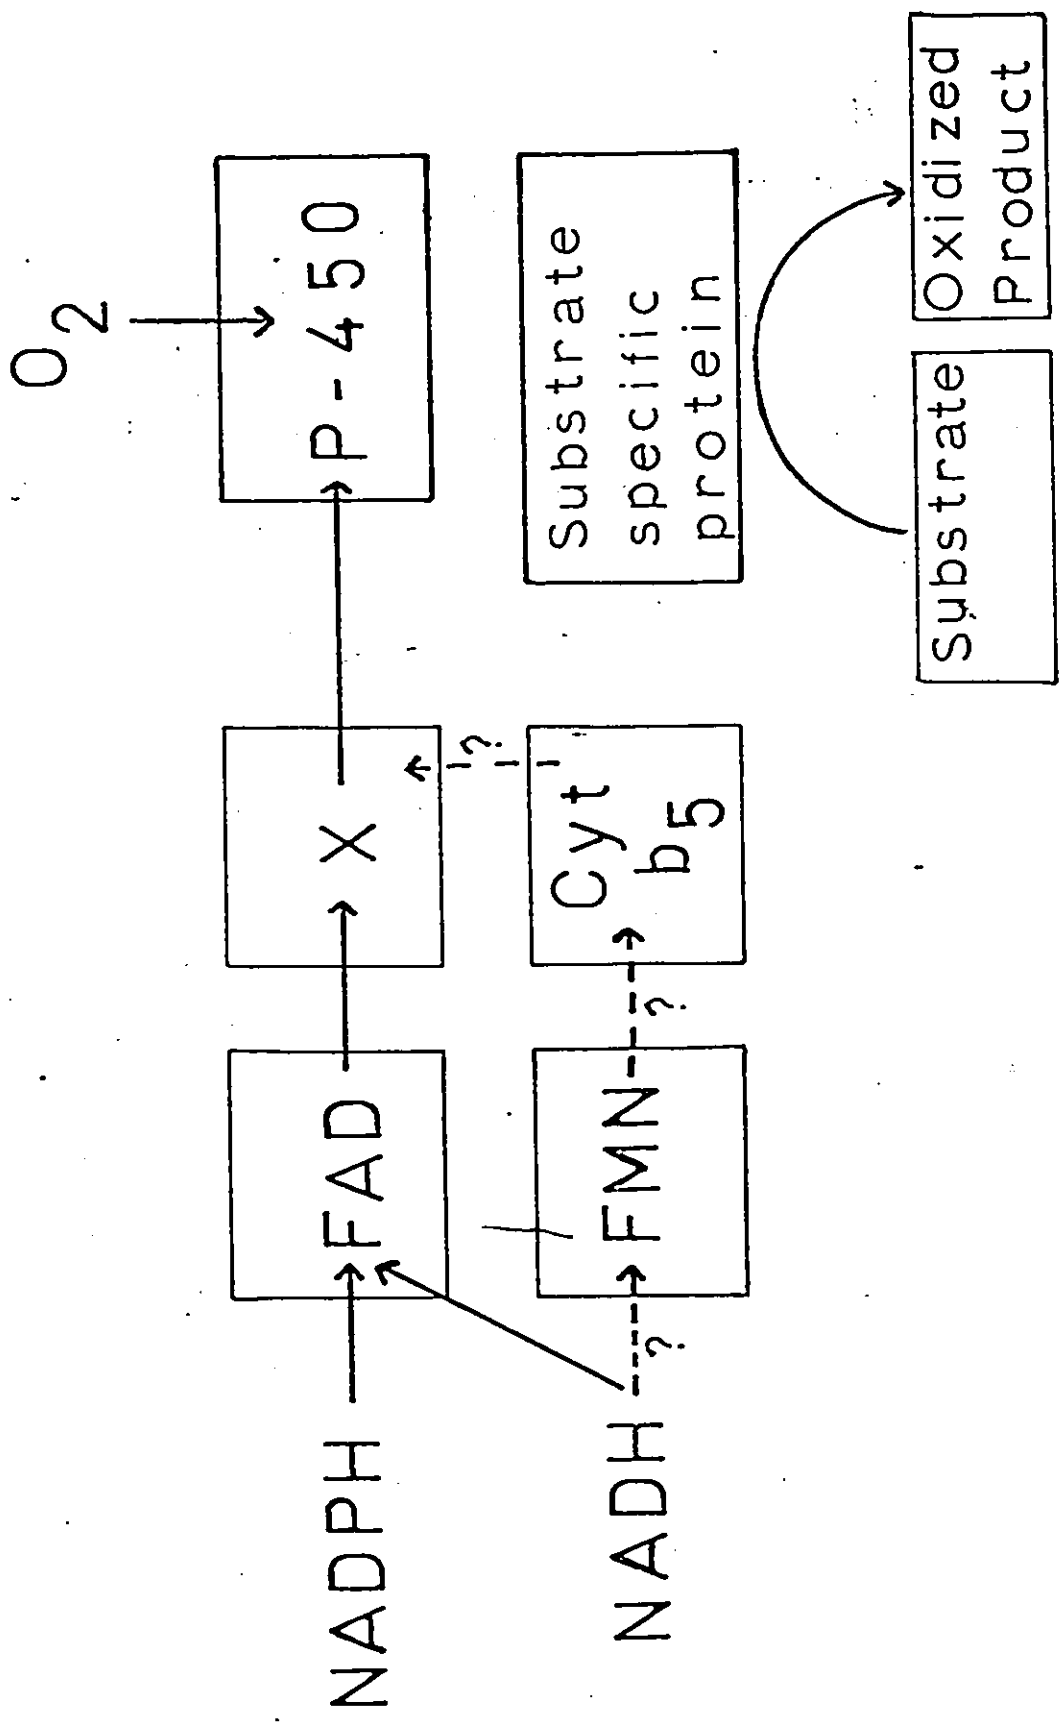 O2
NADPH
FAD
X
P-450
NADH
?
FMN
?
Cyt
b5
?
Substrate
specific
protein
Substrate
Oxidized
Product